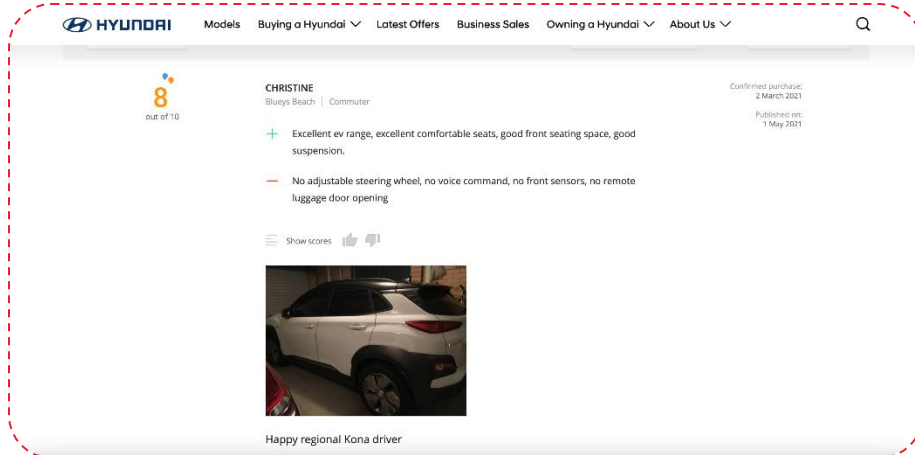 HYUNDAI
Models Buying a Hyundai Latest Offers Business Sales Owning a Hyundai About Us
8
out of 10
CHRISTINE
Blueys Beach | Commuter
Confirmed purchase:
2 March 2021
Published on:
1 May 2021
+ Excellent ev range, excellent comfortable seats, good front seating space, good
suspension.
— No adjustable steering wheel, no voice command, no front sensors, no remote
luggage door opening
Show scores
Happy regional Kona driver